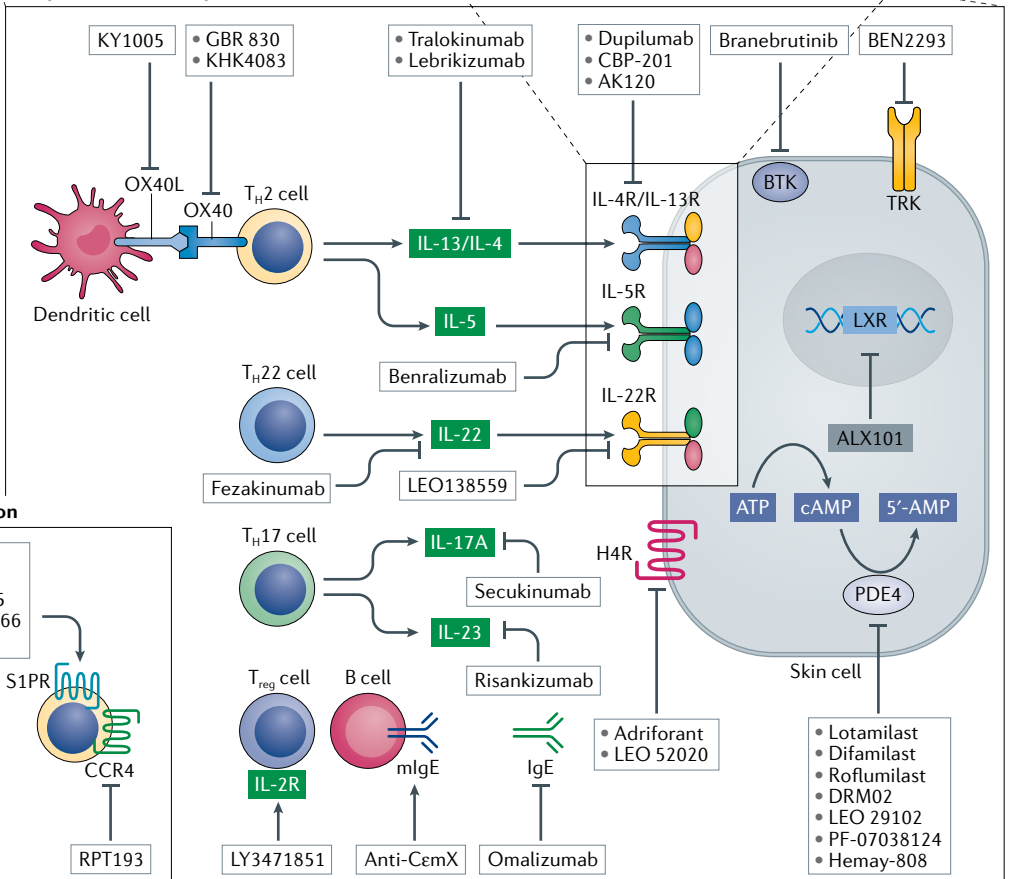 KY1005
• GBR 830
• KHK4083
• Tralokinumab
• Lebrikizumab
• Dupilumab
• CBP-201
• AK120
Branebrutinib
BEN2293
OX40L
OX40
TH2 cell
IL-13/IL-4
IL-4R/IL-13R
BTK
TRK
Dendritic cell
IL-5
IL-5R
LXR
Benralizumab
TH22 cell
IL-22
IL-22R
ALX101
Fezakinumab
LEO138559
ATP
cAMP
5′-AMP
on
TH17 cell
IL-17A
H4R
Secukinumab
PDE4
66
IL-23
Skin cell
S1PR
Treg cell
B cell
Risankizumab
• Adriforant
• LEO 52020
• Lotamilast
• Difamilast
• Roflumilast
• DRM02
• LEO 29102
• PF-07038124
• Hemay-808
CCR4
IL-2R
mIgE
IgE
RPT193
LY3471851
Anti-CεmX
Omalizumab